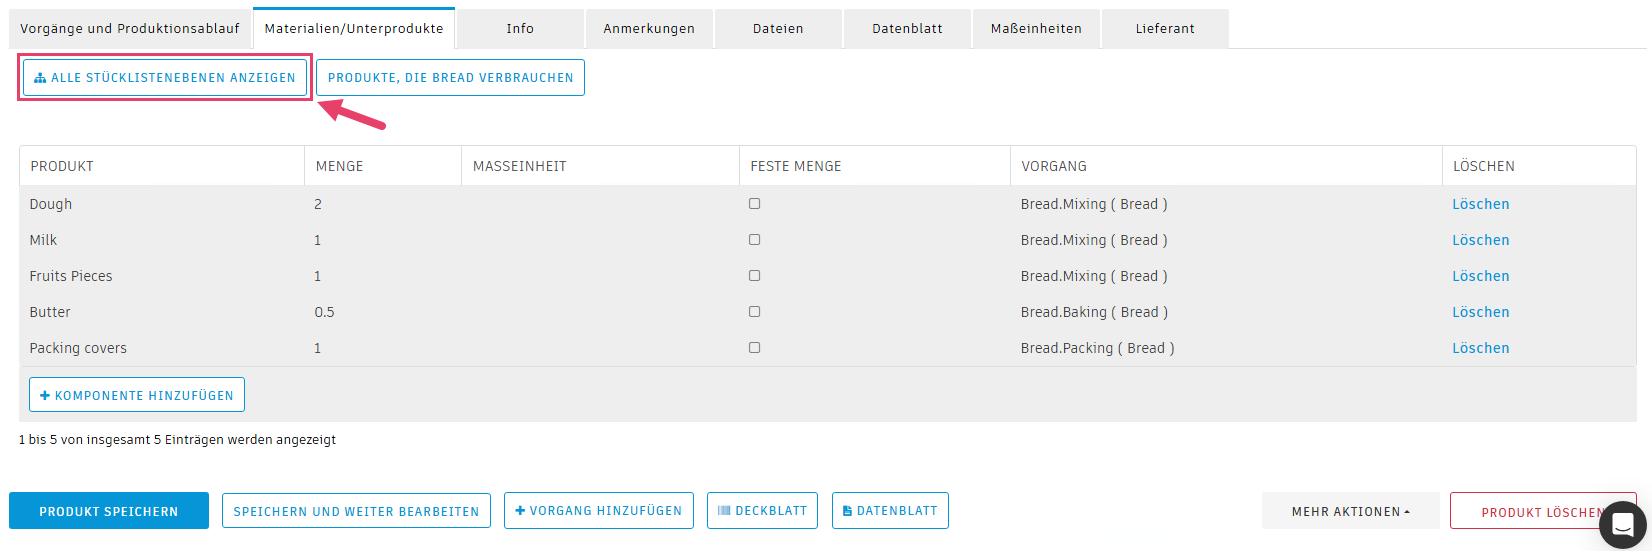 Vorgänge und Produktionsablauf Materialien/Unterprodukte Info Anmerkungen Dateien Datenblatt Maßeinheiten Lieferant
ALLE STÜCKLISTENEBENEN ANZEIGEN PRODUKTE, DIE BREAD VERBRAUCHEN
PRODUKT MENGE MASSEINHEIT FESTE MENGE VORGANG LÖSCHEN
Dough 2 Bread.Mixing ( Bread ) Löschen
Milk 1 Bread.Mixing ( Bread ) Löschen
Fruits Pieces 1 Bread.Mixing ( Bread ) Löschen
Butter 0.5 Bread.Baking ( Bread ) Löschen
Packing covers 1 Bread.Packing ( Bread ) Löschen
+ KOMPONENTE HINZUFÜGEN
1 bis 5 von insgesamt 5 Einträgen werden angezeigt
PRODUKT SPEICHERN SPEICHERN UND WEITER BEARBEITEN + VORGANG HINZUFÜGEN DECKBLATT DATENBLATT MEHR AKTIONEN PRODUKT LÖSCHEN